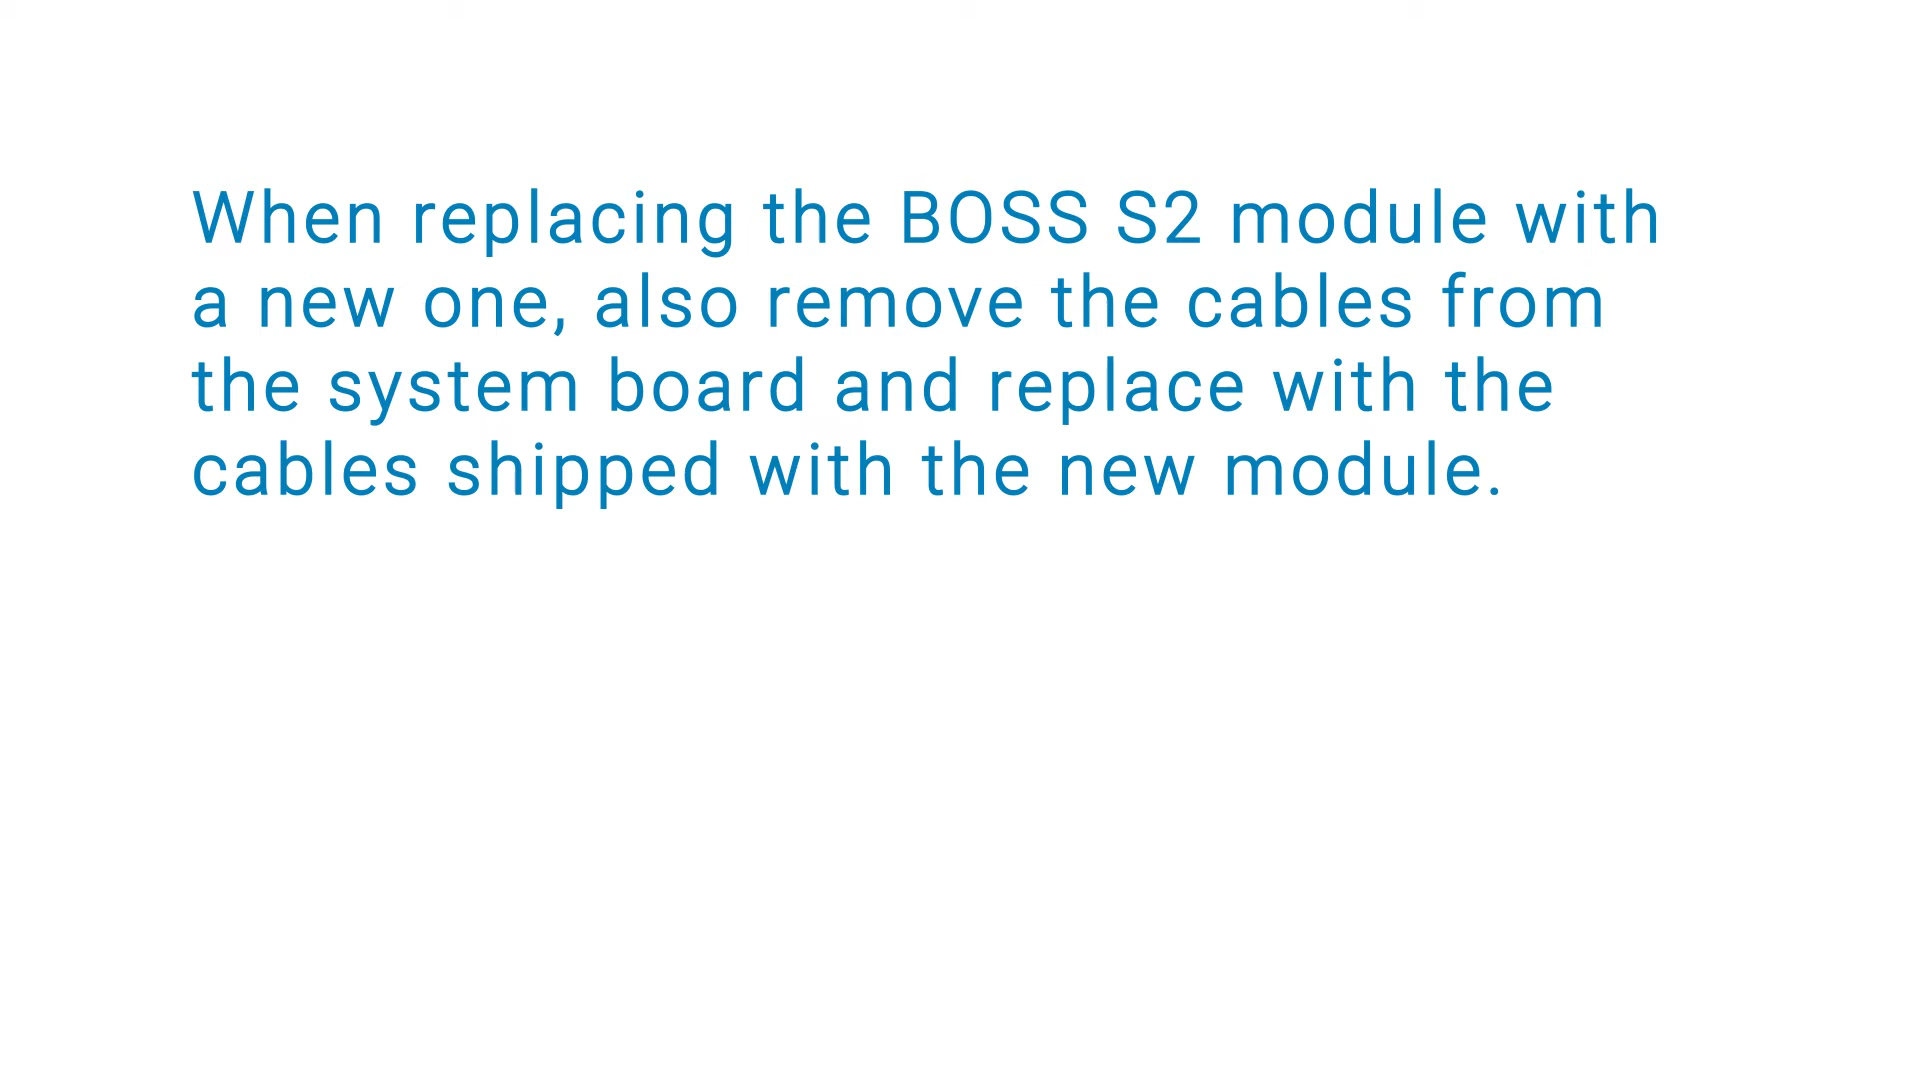 When replacing the BOSS S2 module with
a new one, also remove the cables from
the system board and replace with the
cables shipped with the new module.